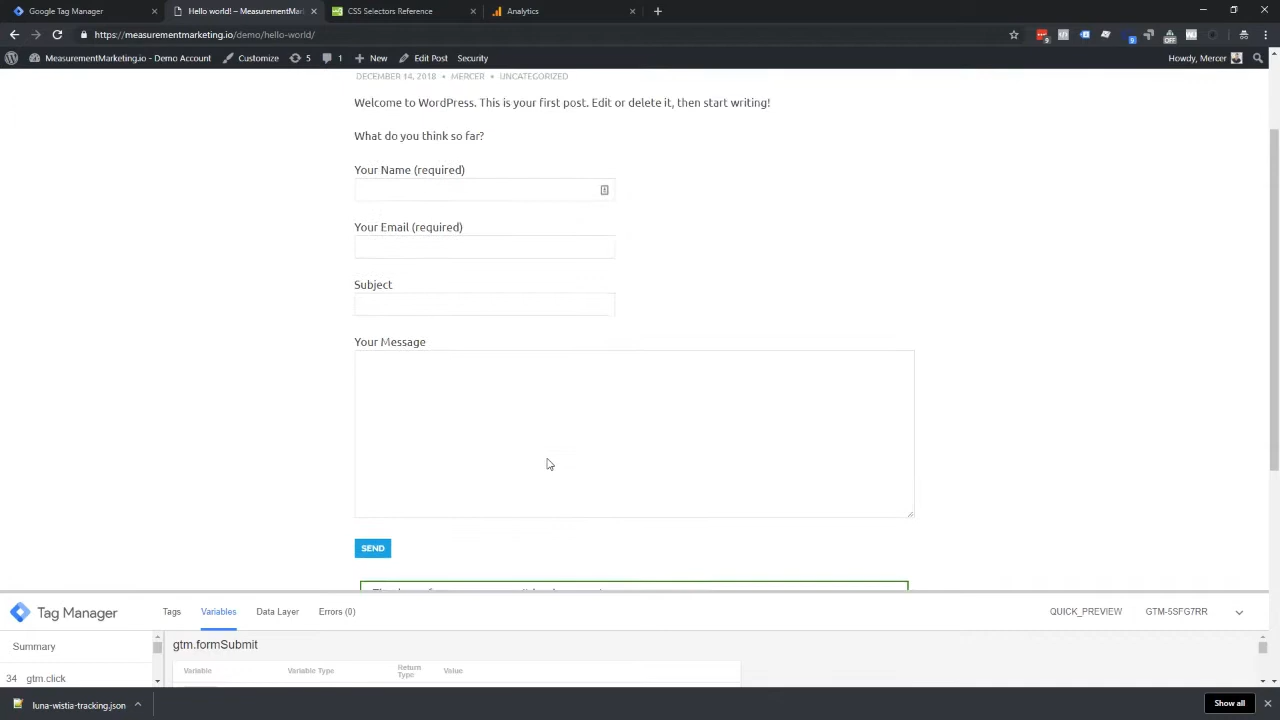 Google Tag Manager
Hello world! – MeasurementMar
CSS Selectors Reference
Analytics
https://measurementmarketing.io/demo/hello-world/
MeasurementMarketing.io - Demo Account
Customize
5
1
New
Edit Post
Security
Howdy, Mercer
DECEMBER 14, 2018 • MERCER • UNCATEGORIZED
Welcome to WordPress. This is your first post. Edit or delete it, then start writing!
What do you think so far?
Your Name (required)
Your Email (required)
Subject
Your Message
SEND
Tag Manager
Tags
Variables
Data Layer
Errors (0)
QUICK_PREVIEW
GTM-5SFG7RR
Summary
gtm.formSubmit
Variable
Variable Type
Return
Type
Value
34 gtm.click
luna-wistia-tracking.json
Show all